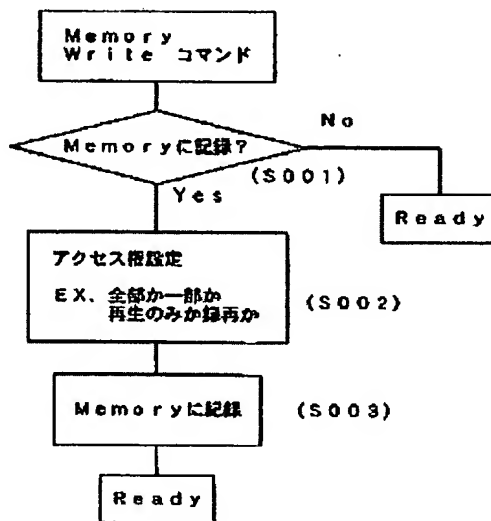 Memory
Write コマンド
Memoryに記録?
No
(S001)
Yes
Ready
アクセス権設定
EX、全部か一部か
再生のみか録再か
(S002)
Memoryに記録
(S003)
Ready